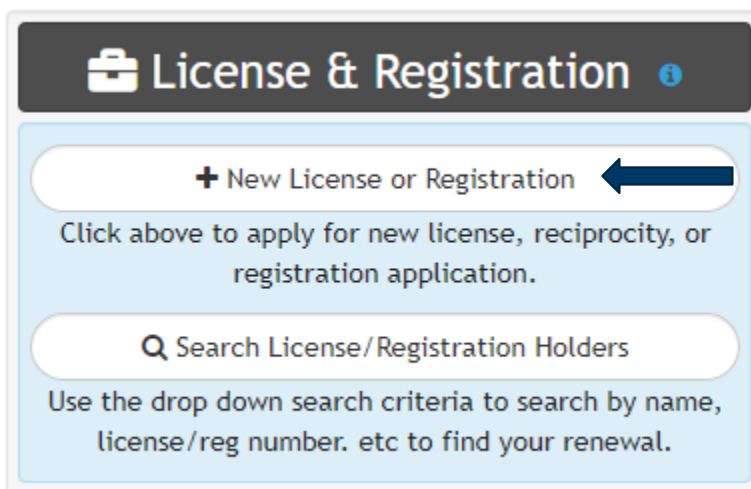 License & Registration
+ New License or Registration
Click above to apply for new license, reciprocity, or
registration application.
Search License/Registration Holders
Use the drop down search criteria to search by name,
license/reg number. etc to find your renewal.